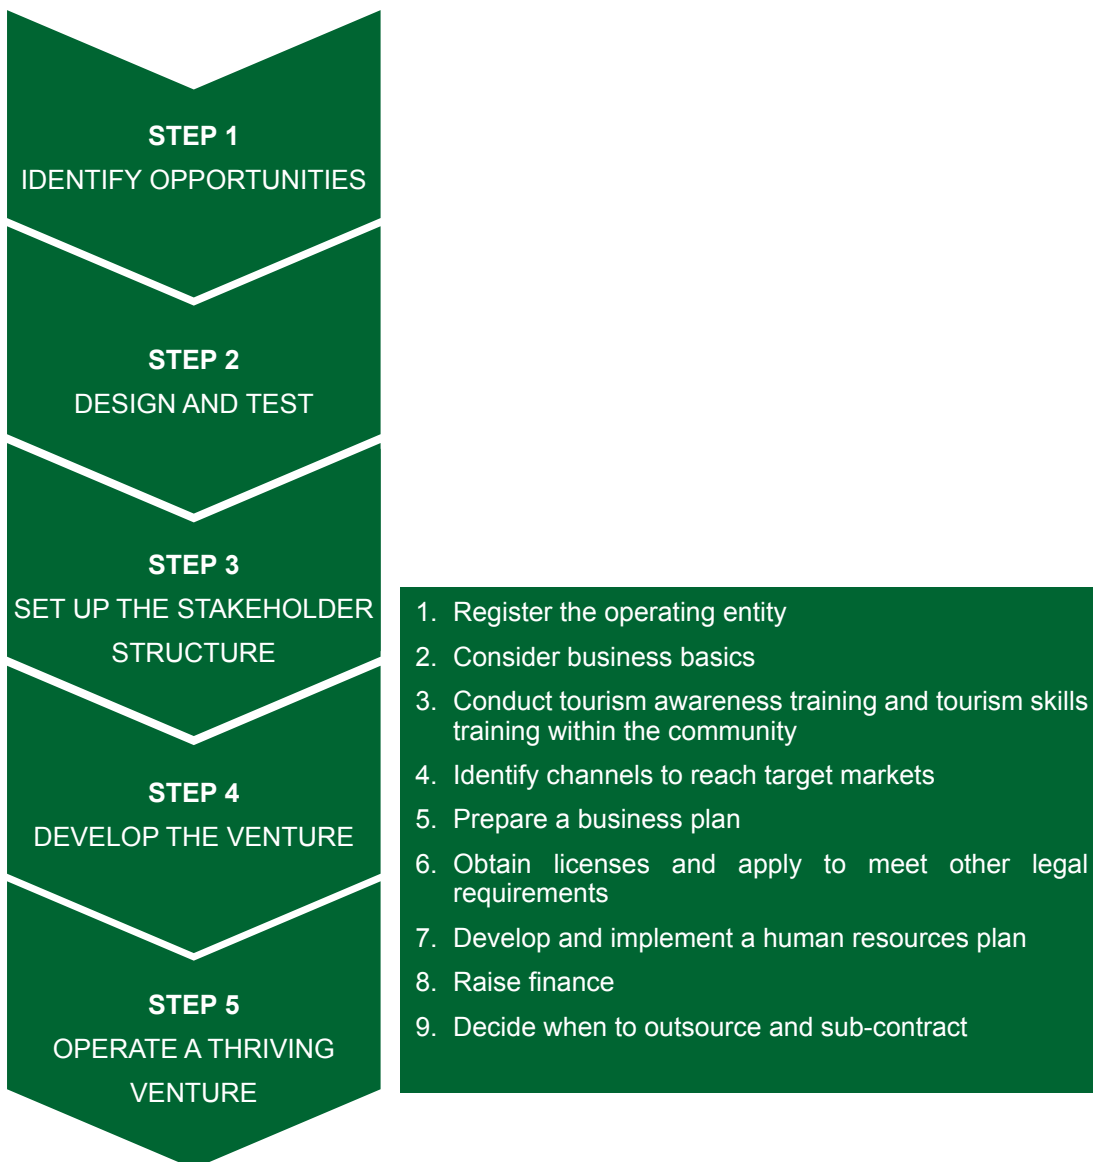 STEP 1
IDENTIFY OPPORTUNITIES
STEP 2
DESIGN AND TEST
STEP 3
SET UP THE STAKEHOLDER
STRUCTURE
STEP 4
DEVELOP THE VENTURE
STEP 5
OPERATE A THRIVING
VENTURE
1. Register the operating entity
2. Consider business basics
3. Conduct tourism awareness training and tourism skills
training within the community
4. Identify channels to reach target markets
5. Prepare a business plan
6. Obtain licenses and apply to meet other legal
requirements
7. Develop and implement a human resources plan
8. Raise finance
9. Decide when to outsource and sub-contract